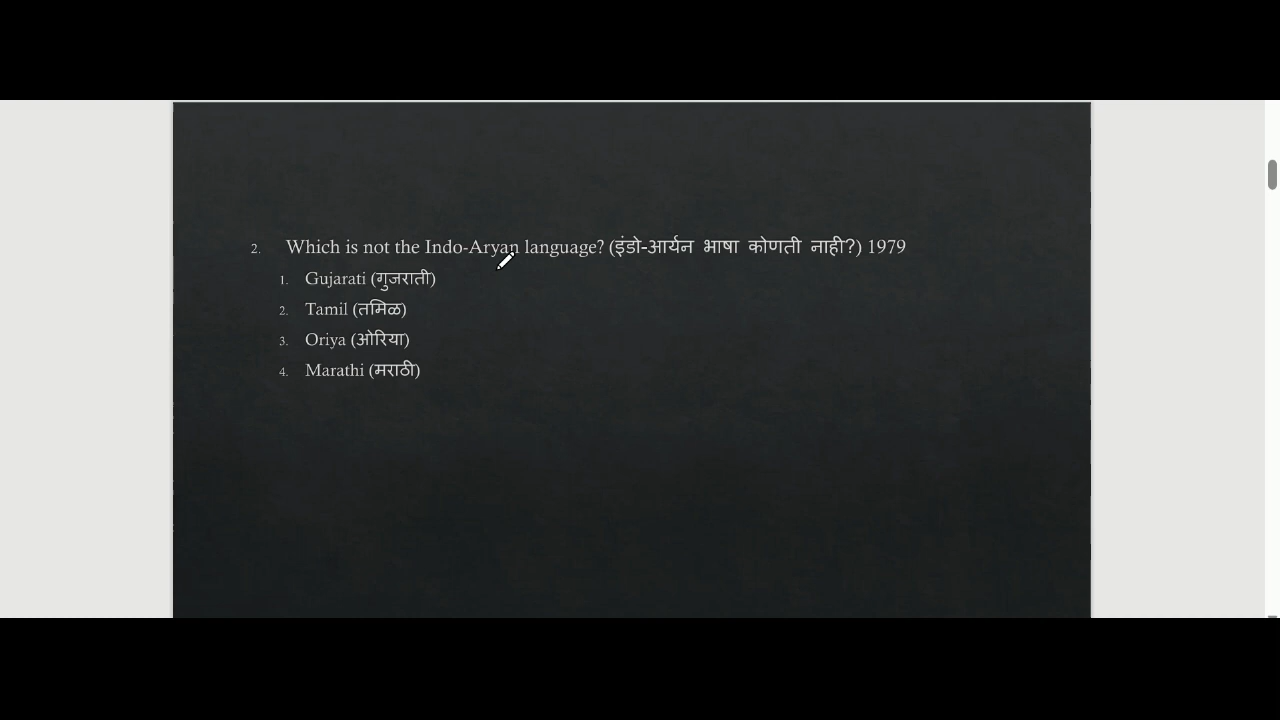 2. Which is not the Indo-Aryan language? (इंडो-आर्यन भाषा कोणती नाही?) 1979
1. Gujarati (गुजराती)
2. Tamil (तमिळ)
3. Oriya (ओरिया)
4. Marathi (मराठी)